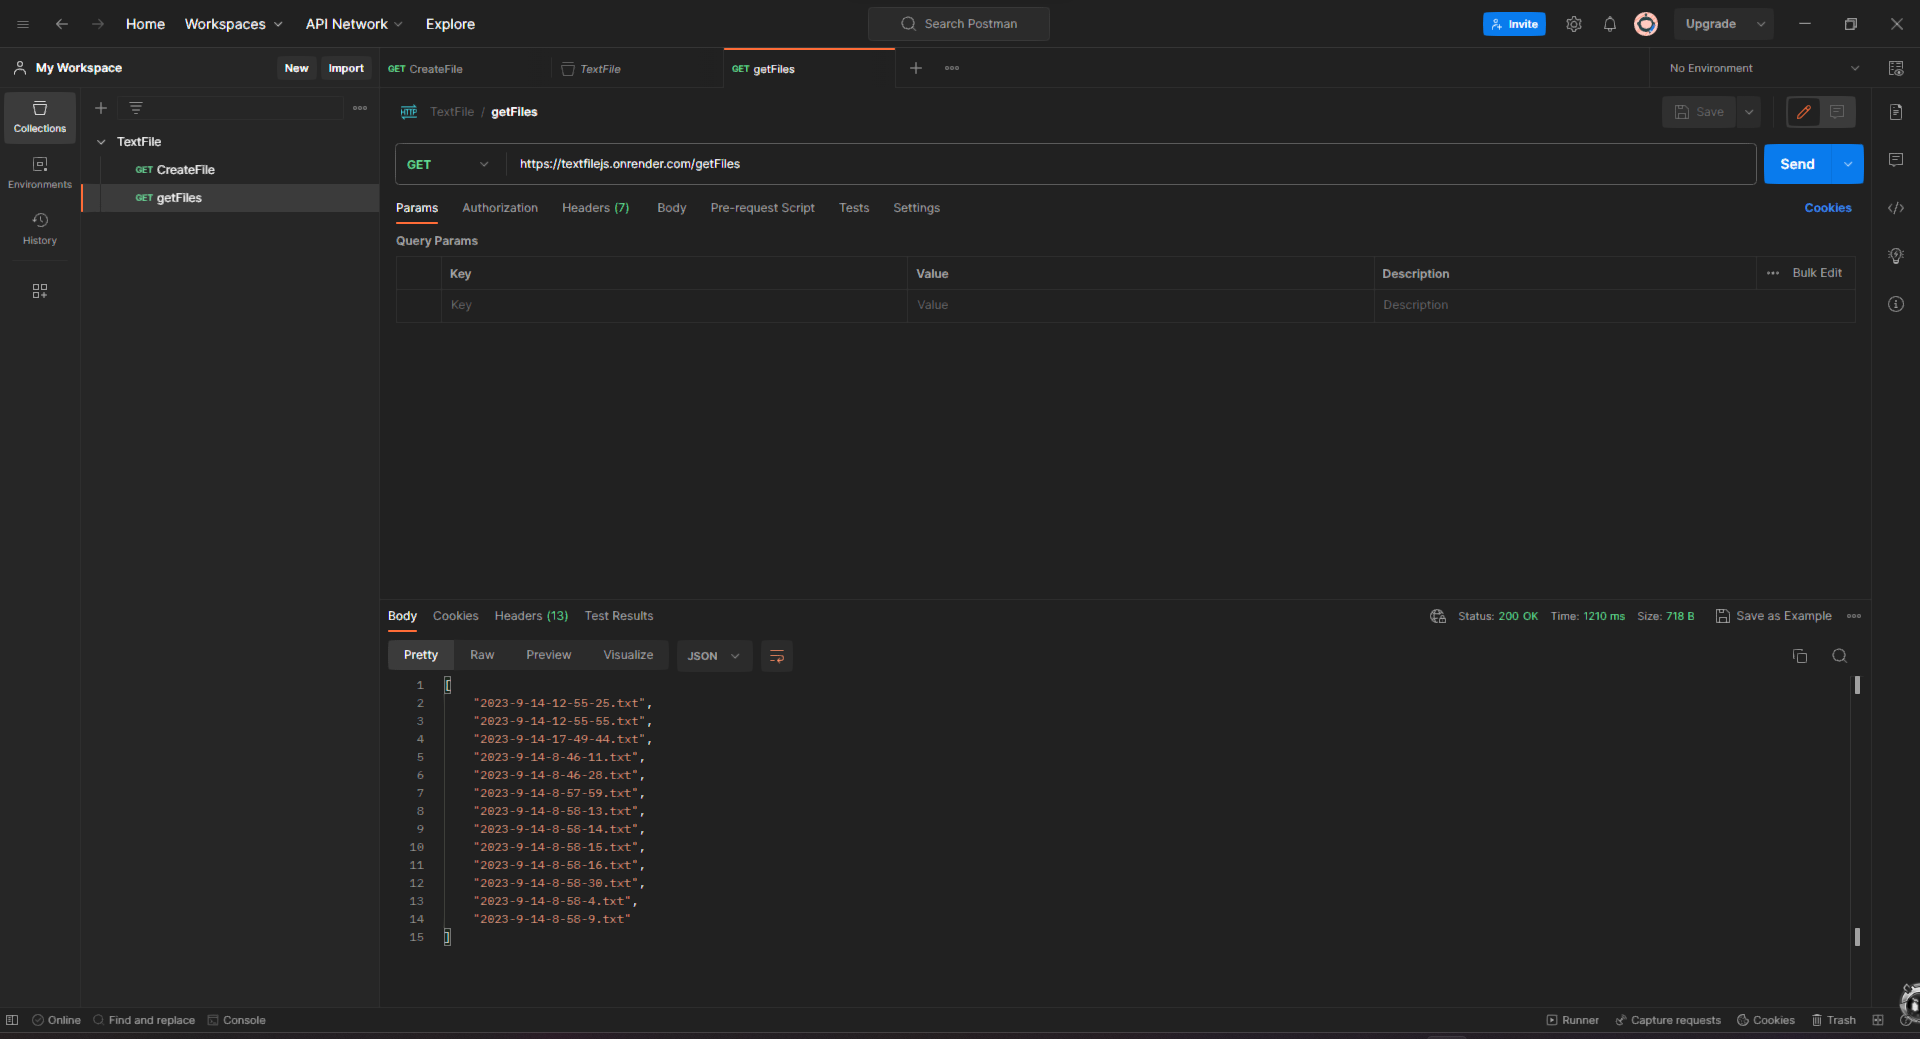 Home Workspaces API Network Explore Search Postman Invite Upgrade
My Workspace New Import GET CreateFile TextFile GET getFiles No Environment
Collections
Environments
History
TextFile
GET CreateFile
GET getFiles
HTTP TextFile / getFiles Save
GET https://textfilejs.onrender.com/getFiles Send
Params Authorization Headers (7) Body Pre-request Script Tests Settings Cookies
Query Params
Key Value Description Bulk Edit
Key Value Description
Body Cookies Headers (13) Test Results Status: 200 OK Time: 1210 ms Size: 718 B Save as Example
Pretty Raw Preview Visualize JSON
1 [
2 "2023-9-14-12-55-25.txt",
3 "2023-9-14-12-55-55.txt",
4 "2023-9-14-17-49-44.txt",
5 "2023-9-14-8-46-11.txt",
6 "2023-9-14-8-46-28.txt",
7 "2023-9-14-8-57-59.txt",
8 "2023-9-14-8-58-13.txt",
9 "2023-9-14-8-58-14.txt",
10 "2023-9-14-8-58-15.txt",
11 "2023-9-14-8-58-16.txt",
12 "2023-9-14-8-58-30.txt",
13 "2023-9-14-8-58-4.txt",
14 "2023-9-14-8-58-9.txt"
15 ]
Online Find and replace Console Runner Capture requests Cookies Trash